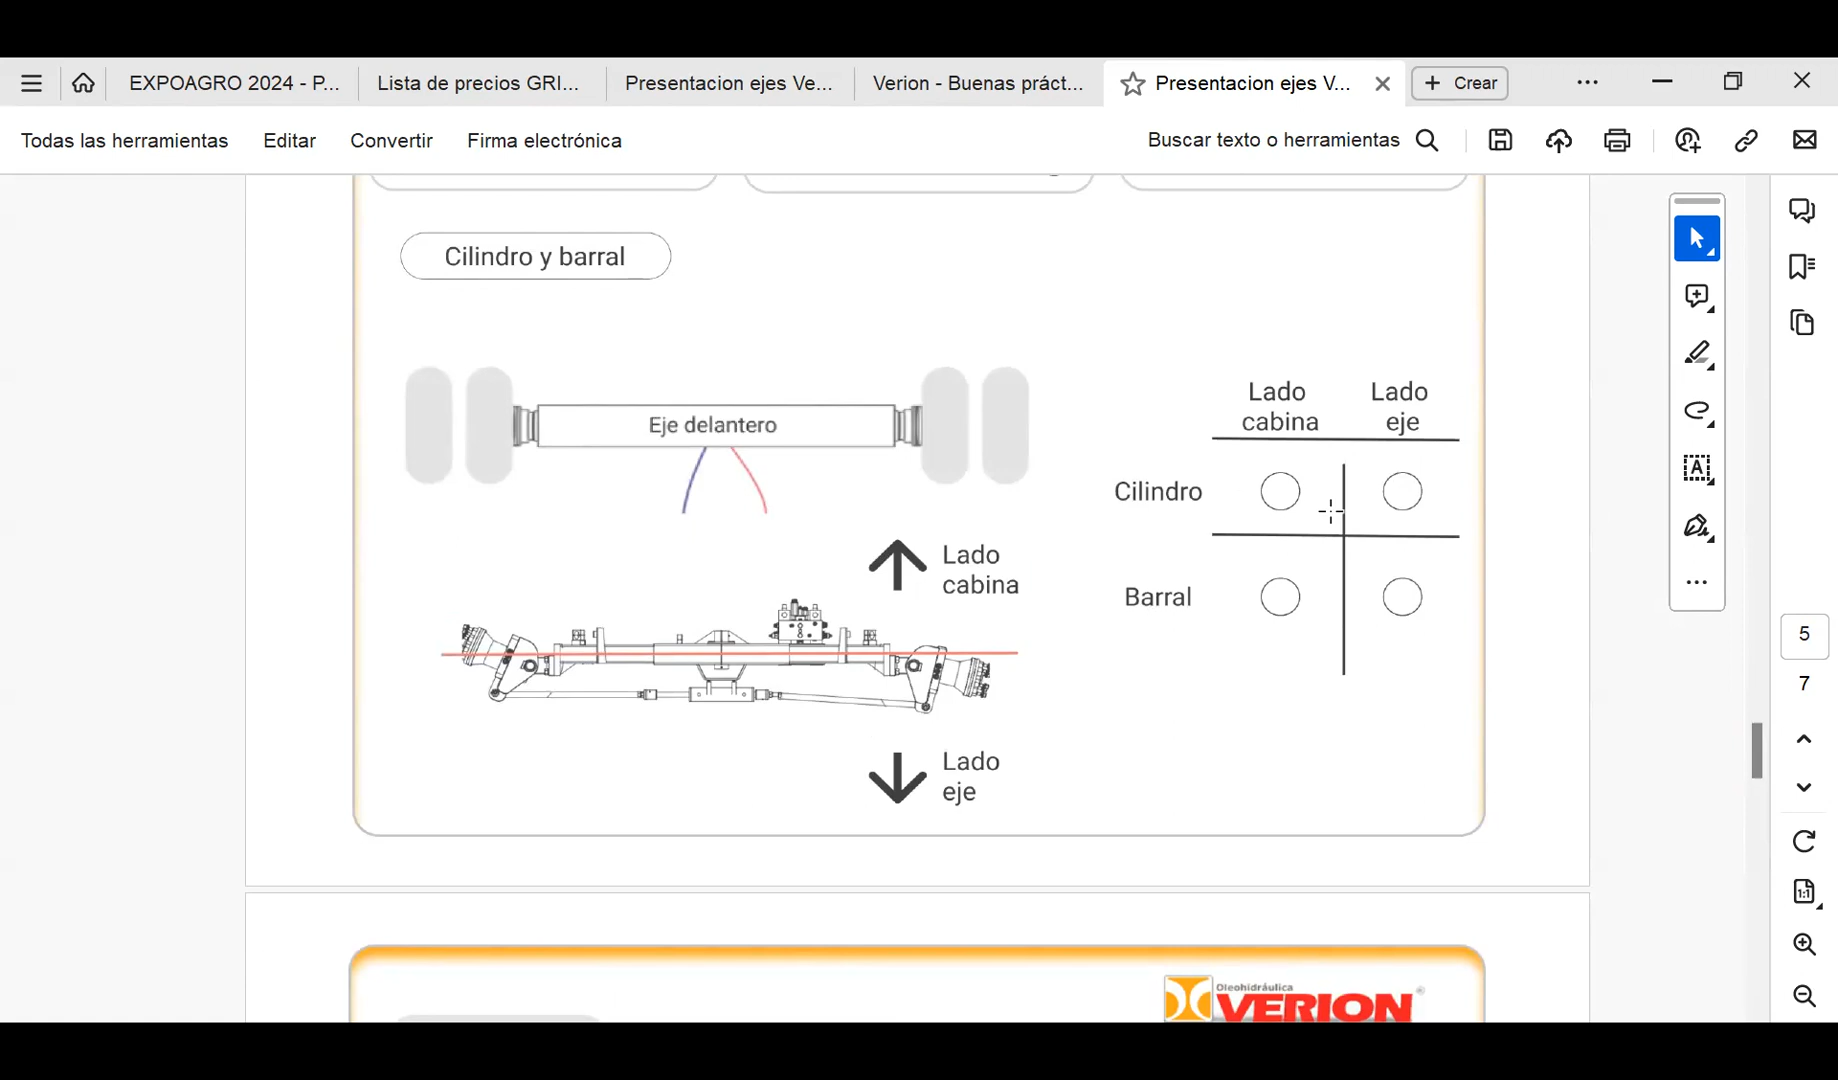 EXPOAGRO 2024 - P...
Lista de precios GRI...
Presentacion ejes Ve...
Verion - Buenas práct...
Presentacion ejes V...
Crear
Todas las herramientas
Editar
Convertir
Firma electrónica
Buscar texto o herramientas
Cilindro y barral
Eje delantero
Lado
cabina
Lado
eje
Lado
cabina
Lado
eje
Cilindro
Barral
5
7
1:1
Oleohidráulica
VERION